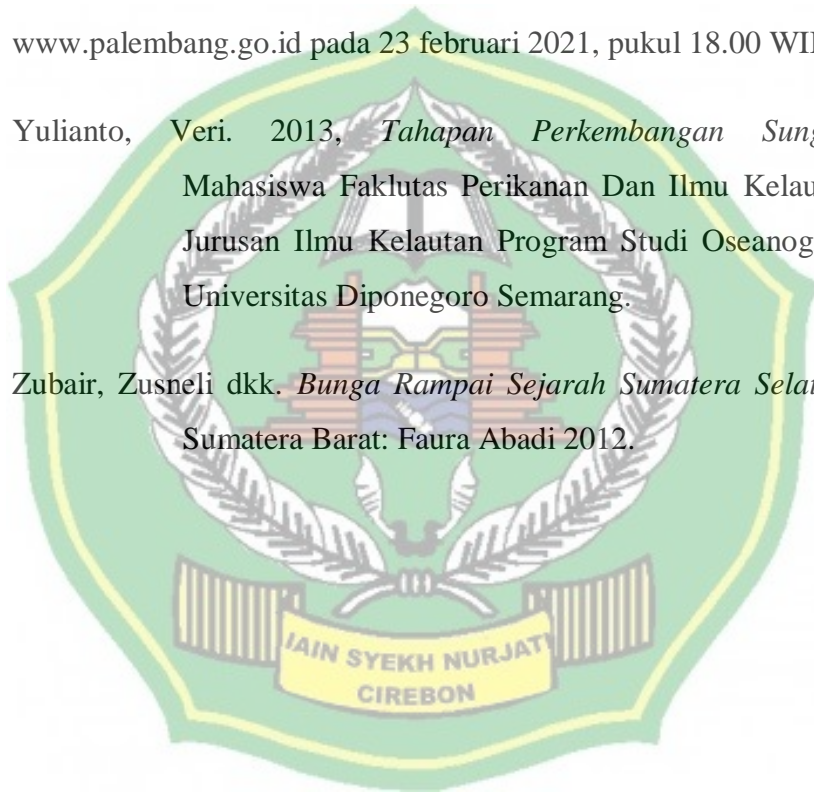 www.palembang.go.id pada 23 februari 2021, pukul 18.00 WI
Yulianto, Veri. 2013, Tahapan Perkembangan Sung
Mahasiswa Faklutas Perikanan Dan Ilmu Kelau
Jurusan Ilmu Kelautan Program Studi Oseanog
Universitas Diponegoro Semarang.
Zubair, Zusneli dkk. Bunga Rampai Sejarah Sumatera Selat
Sumatera Barat: Faura Abadi 2012.
IAIN SYEKH NURJATI
CIREBON